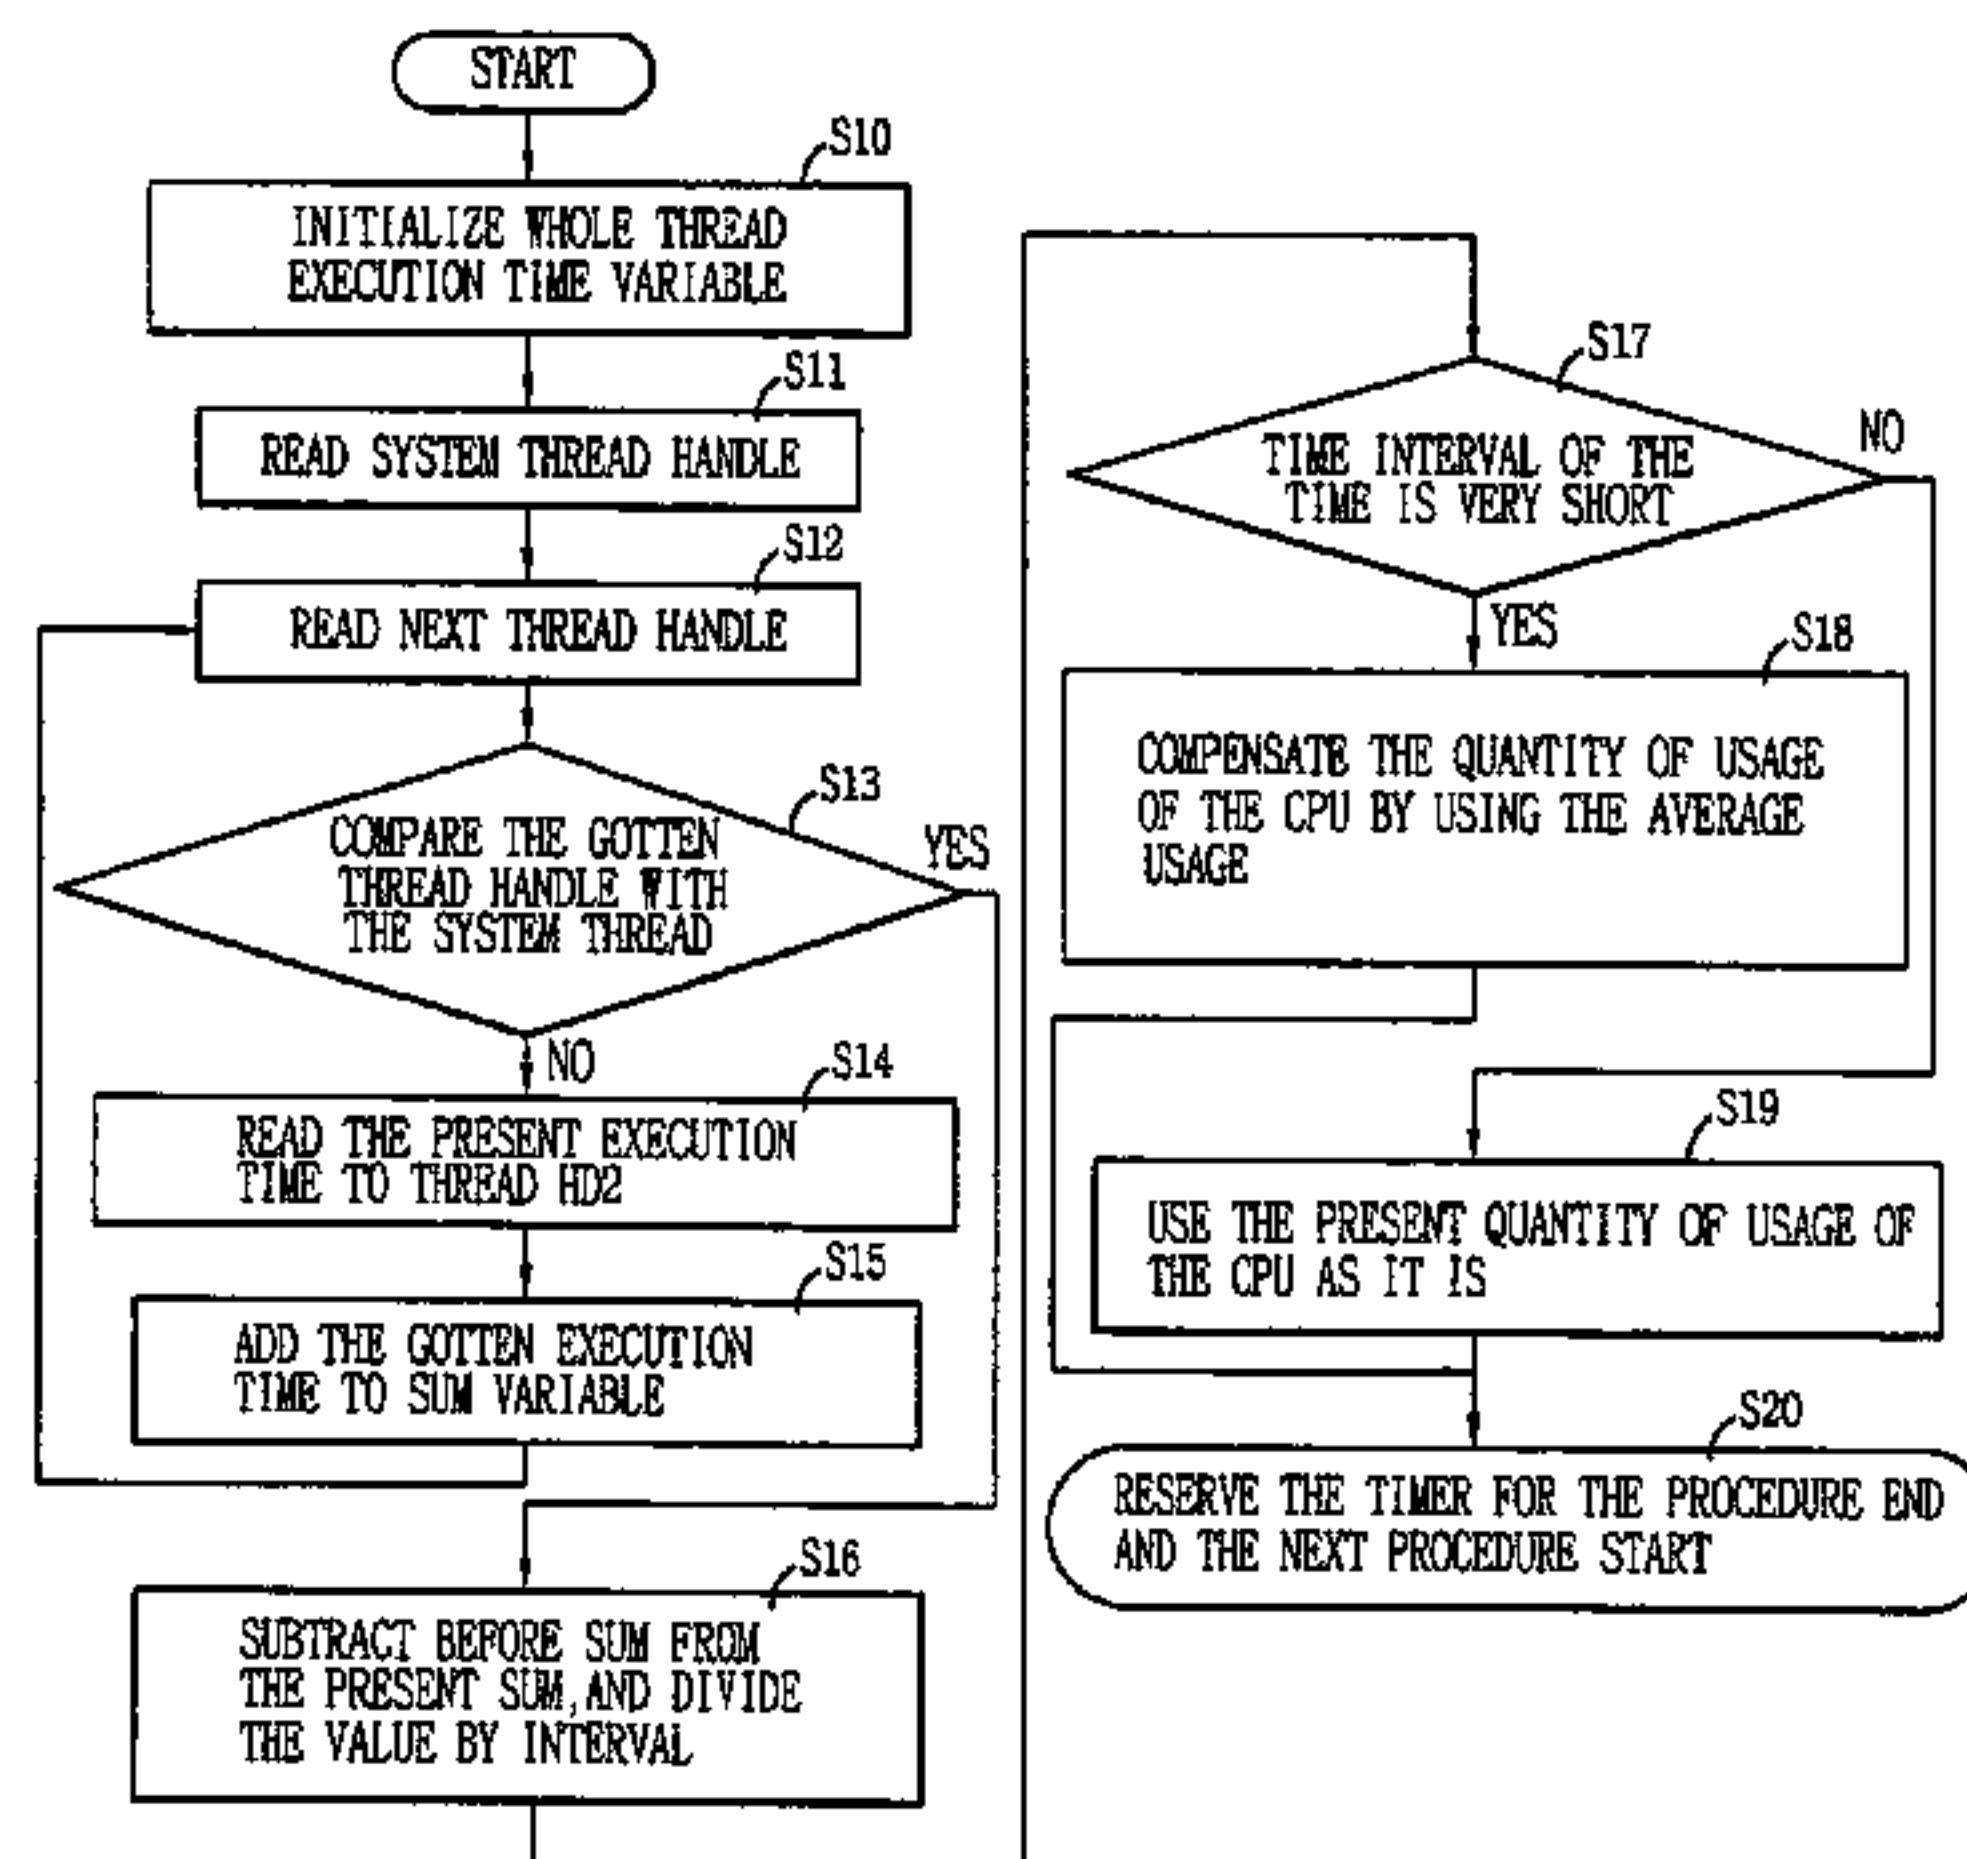 START
S10
INITIALIZE WHOLE THREAD
EXECUTION TIME VARIABLE
S11
READ SYSTEM THREAD HANDLE
S12
READ NEXT THREAD HANDLE
S13
COMPARE THE GOTTEN
THREAD HANDLE WITH
THE SYSTEM THREAD
YES
NO
S14
READ THE PRESENT EXECUTION
TIME TO THREAD HD2
S15
ADD THE GOTTEN EXECUTION
TIME TO SUM VARIABLE
S16
SUBTRACT BEFORE SUM FROM
THE PRESENT SUM,AND DIVIDE
THE VALUE BY INTERVAL
S17
TIME INTERVAL OF THE
TIME IS VERY SHORT
NO
YES
S18
COMPENSATE THE QUANTITY OF USAGE
OF THE CPU BY USING THE AVERAGE
USAGE
S19
USE THE PRESENT QUANTITY OF USAGE OF
THE CPU AS IT IS
S20
RESERVE THE TIMER FOR THE PROCEDURE END
AND THE NEXT PROCEDURE START